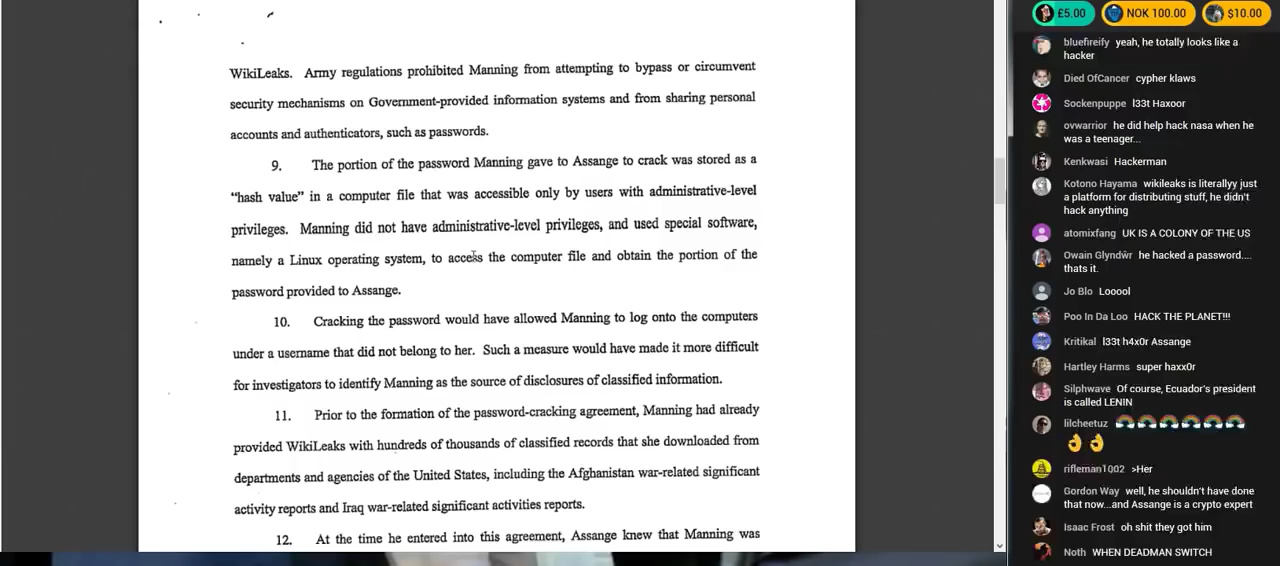 WikiLeaks. Army regulations prohibited Manning from attempting to bypass or circumvent
security mechanisms on Government-provided information systems and from sharing personal
accounts and authenticators, such as passwords.
9. The portion of the password Manning gave to Assange to crack was stored as a
“hash value” in a computer file that was accessible only by users with administrative-level
privileges. Manning did not have administrative-level privileges, and used special software,
namely a Linux operating system, to access the computer file and obtain the portion of the
password provided to Assange.
10. Cracking the password would have allowed Manning to log onto the computers
under a username that did not belong to her. Such a measure would have made it more difficult
for investigators to identify Manning as the source of disclosures of classified information.
11. Prior to the formation of the password-cracking agreement, Manning had already
provided WikiLeaks with hundreds of thousands of classified records that she downloaded from
departments and agencies of the United States, including the Afghanistan war-related significant
activity reports and Iraq war-related significant activities reports.
12. At the time he entered into this agreement, Assange knew that Manning was
£5.00 NOK 100.00 $10.00
bluefireify yeah, he totally looks like a
hacker
Died OfCancer cypher klaws
Sockenpuppe l33t Haxoor
ovwarrior he did help hack nasa when he
was a teenager...
Kenkwasi Hackerman
Kotono Hayama wikileaks is literallyy just
a platform for distributing stuff, he didn't
hack anything
atomixfang UK IS A COLONY OF THE US
Owain Glyndŵr he hacked a password....
thats it.
Jo Blo Looool
Poo In Da Loo HACK THE PLANET!!!
Kritikal l33t h4x0r Assange
Hartley Harms super haxx0r
Silphwave Of course, Ecuador's president
is called LENIN
lilcheetuz 🌈🌈🌈🌈🌈🌈
👌👌
rifleman1002 >Her
Gordon Way well, he shouldn't have done
that now...and Assange is a crypto expert
Isaac Frost oh shit they got him
Noth WHEN DEADMAN SWITCH